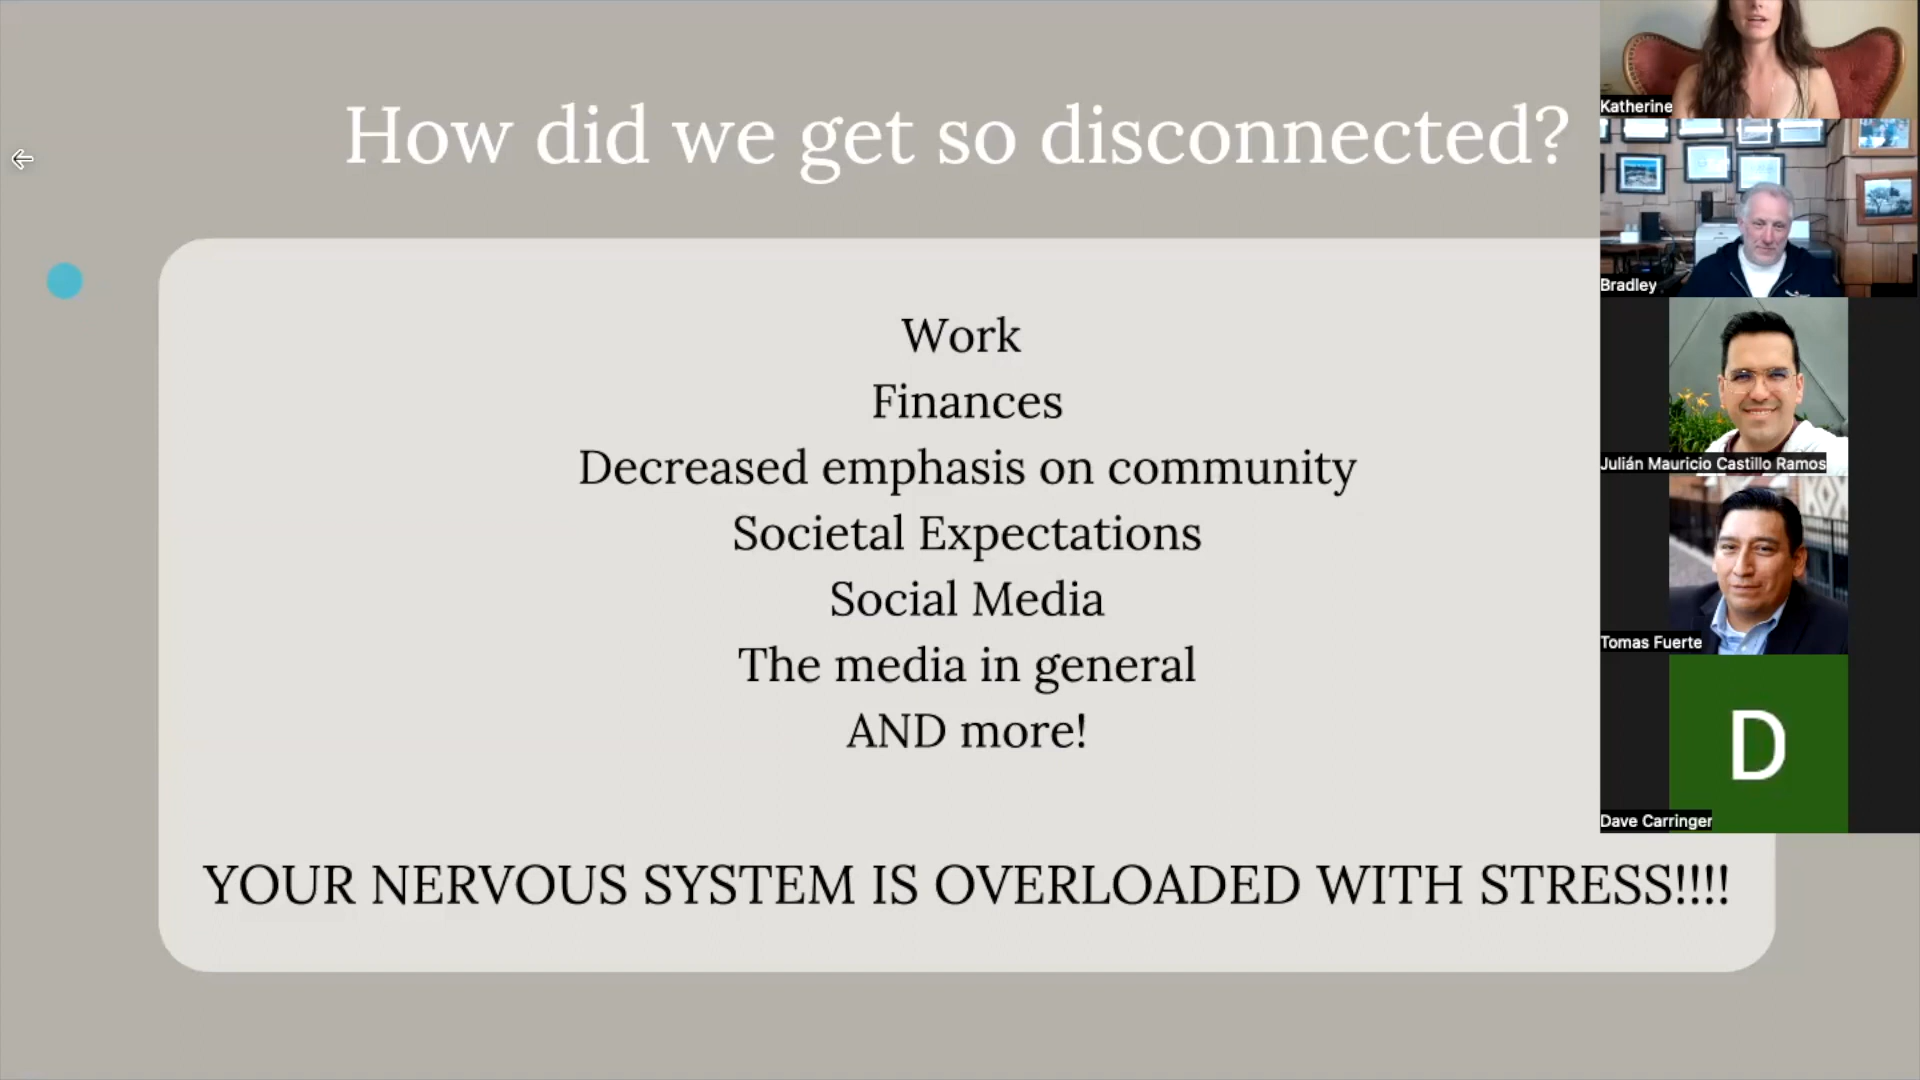 How did we get so disconnected?
Work
Finances
Decreased emphasis on community
Societal Expectations
Social Media
The media in general
AND more!
YOUR NERVOUS SYSTEM IS OVERLOADED WITH STRESS!!!!
Katherine
Bradley
Julián Mauricio Castillo Ramos
Tomas Fuerte
D
Dave Carringer